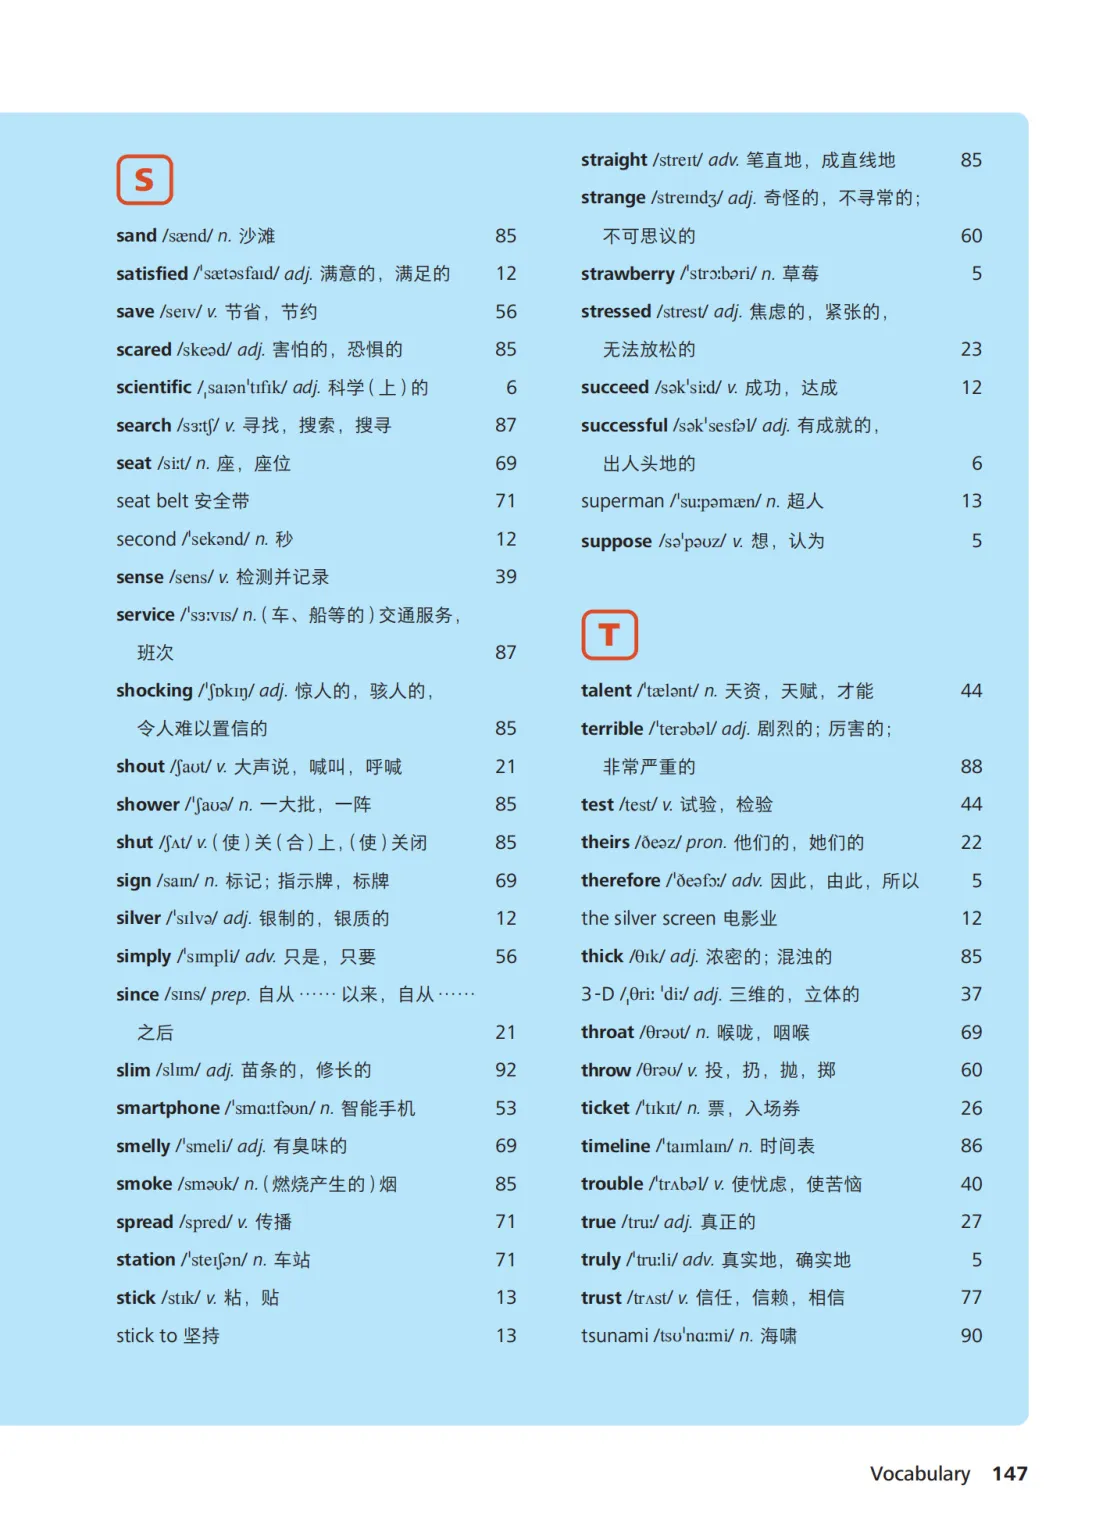 S
sand /sænd/ n. 沙滩 85
satisfied /ˈsætəsfaɪd/ adj. 满意的，满足的 12
save /seɪv/ v. 节省，节约 56
scared /skeəd/ adj. 害怕的，恐惧的 85
scientific /ˌsaɪənˈtɪfɪk/ adj. 科学（上）的 6
search /sɜːtʃ/ v. 寻找，搜索，搜寻 87
seat /siːt/ n. 座，座位 69
seat belt 安全带 71
second /ˈsekənd/ n. 秒 12
sense /sens/ v. 检测并记录 39
service /ˈsɜːvɪs/ n.（车、船等的）交通服务，
班次 87
shocking /ˈʃɒkɪŋ/ adj. 惊人的，骇人的，
令人难以置信的 85
shout /ʃaʊt/ v. 大声说，喊叫，呼喊 21
shower /ˈʃaʊə/ n. 一大批，一阵 85
shut /ʃʌt/ v.（使）关（合）上，（使）关闭 85
sign /saɪn/ n. 标记；指示牌，标牌 69
silver /ˈsɪlvə/ adj. 银制的，银质的 12
simply /ˈsɪmpli/ adv. 只是，只要 56
since /sɪns/ prep. 自从……以来，自从……
之后 21
slim /slɪm/ adj. 苗条的，修长的 92
smartphone /ˈsmɑːtfəʊn/ n. 智能手机 53
smelly /ˈsmeli/ adj. 有臭味的 69
smoke /sməʊk/ n.（燃烧产生的）烟 85
spread /spred/ v. 传播 71
station /ˈsteɪʃən/ n. 车站 71
stick /stɪk/ v. 粘，贴 13
stick to 坚持 13
straight /streɪt/ adv. 笔直地，成直线地 85
strange /streɪndʒ/ adj. 奇怪的，不寻常的；
不可思议的 60
strawberry /ˈstrɔːbəri/ n. 草莓 5
stressed /strest/ adj. 焦虑的，紧张的，
无法放松的 23
succeed /səkˈsiːd/ v. 成功，达成 12
successful /səkˈsesfəl/ adj. 有成就的，
出人头地的 6
superman /ˈsuːpəmæn/ n. 超人 13
suppose /səˈpəʊz/ v. 想，认为 5
T
talent /ˈtælənt/ n. 天资，天赋，才能 44
terrible /ˈterəbəl/ adj. 剧烈的；厉害的；
非常严重的 88
test /test/ v. 试验，检验 44
theirs /ðeəz/ pron. 他们的，她们的 22
therefore /ˈðeəfɔː/ adv. 因此，由此，所以 5
the silver screen 电影业 12
thick /θɪk/ adj. 浓密的；混浊的 85
3-D /ˌθriː ˈdiː/ adj. 三维的，立体的 37
throat /θrəʊt/ n. 喉咙，咽喉 69
throw /θrəʊ/ v. 投，扔，抛，掷 60
ticket /ˈtɪkɪt/ n. 票，入场券 26
timeline /ˈtaɪmlaɪn/ n. 时间表 86
trouble /ˈtrʌbəl/ v. 使忧虑，使苦恼 40
true /truː/ adj. 真正的 27
truly /ˈtruːli/ adv. 真实地，确实地 5
trust /trʌst/ v. 信任，信赖，相信 77
tsunami /tsʊˈnɑːmi/ n. 海啸 90
Vocabulary 147